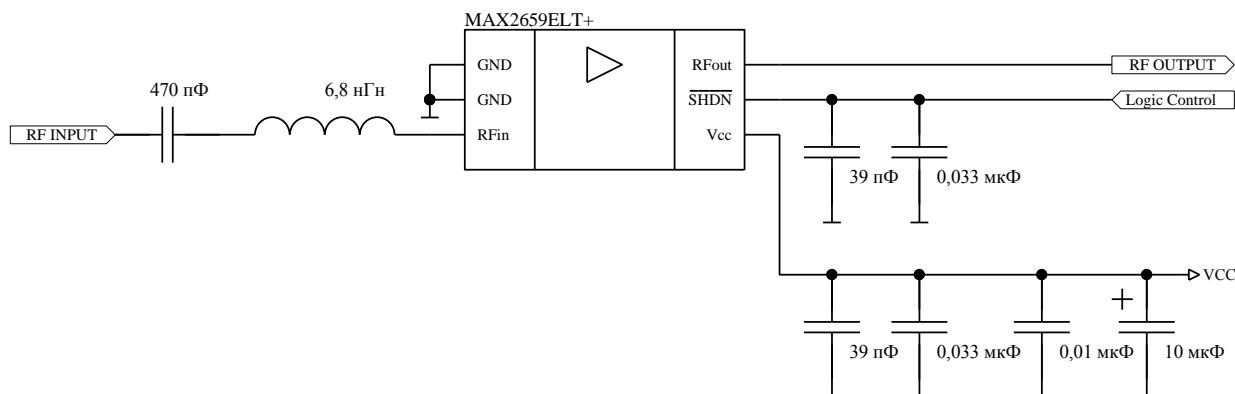 MAX2659ELT+
GND
RFout
RF OUTPUT
470 пФ
6,8 нГн
GND
SHDN
Logic Control
RF INPUT
RFin
Vcc
39 пФ
0,033 мкФ
VCC
+
39 пФ
0,033 мкФ
0,01 мкФ
10 мкФ